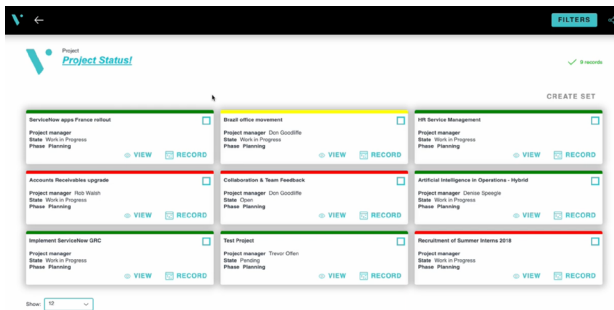 FILTERS
Project
Project Status!
9 records
CREATE SET
ServiceNow apps France rollout
Project manager
State Work in Progress
Phase Planning
VIEW RECORD
Brazil office movement
Project manager Don Goodliffe
State Work in Progress
Phase Planning
VIEW RECORD
HR Service Management
Project manager
State Work in Progress
Phase Planning
VIEW RECORD
Accounts Receivables upgrade
Project manager Rob Walsh
State Work in Progress
Phase Planning
VIEW RECORD
Collaboration & Team Feedback
Project manager Don Goodliffe
State Open
Phase Planning
VIEW RECORD
Artificial Intelligence in Operations - Hybrid
Project manager Denise Speegle
State Work in Progress
Phase Planning
VIEW RECORD
Implement ServiceNow GRC
Project manager
State Work in Progress
Phase Planning
VIEW RECORD
Test Project
Project manager Trevor Offen
State Pending
Phase Planning
VIEW RECORD
Recruitment of Summer Interns 2018
Project manager
State Work in Progress
Phase Planning
VIEW RECORD
Show: 12